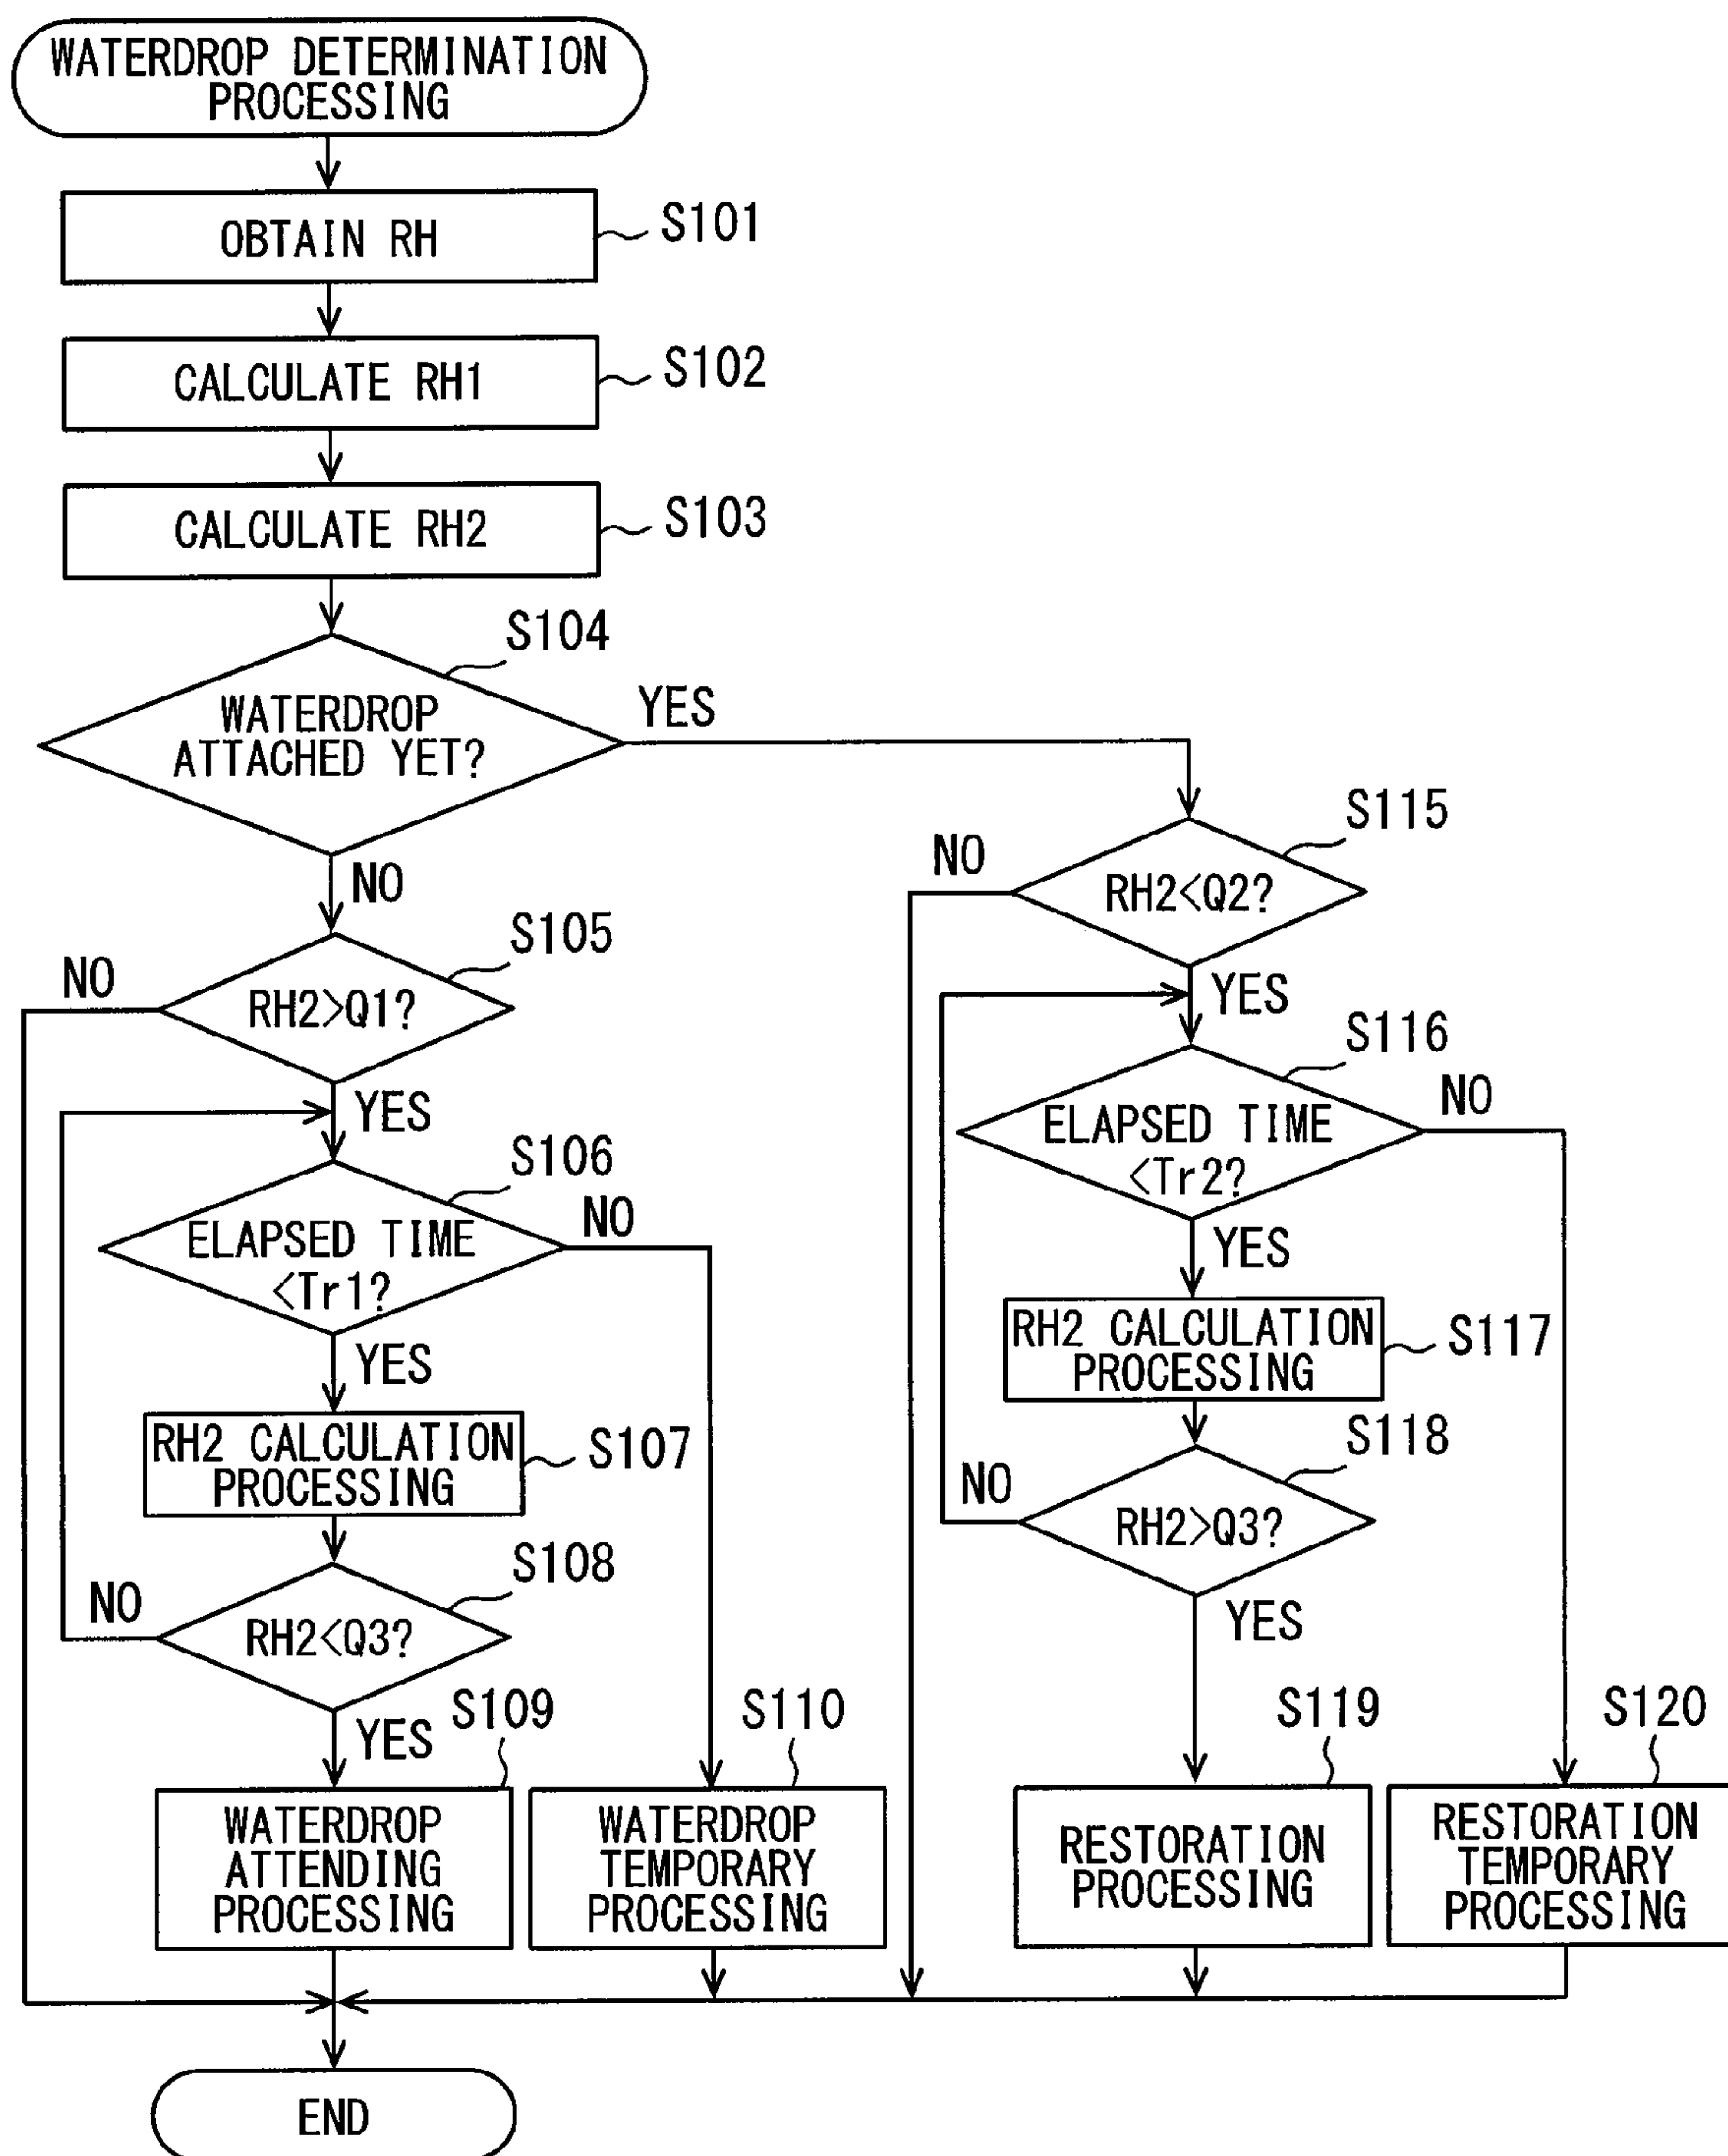 WATERDROP DETERMINATION
PROCESSING
OBTAIN RH
S101
CALCULATE RH1
S102
CALCULATE RH2
S103
S104
WATERDROP
ATTACHED YET?
YES
NO
S105
RH2>Q1?
NO
YES
S106
ELAPSED TIME
<Tr1?
NO
YES
RH2 CALCULATION
PROCESSING
S107
S108
RH2<Q3?
NO
YES
S109
WATERDROP
ATTENDING
PROCESSING
S110
WATERDROP
TEMPORARY
PROCESSING
S115
RH2<Q2?
NO
YES
S116
ELAPSED TIME
<Tr2?
NO
YES
RH2 CALCULATION
PROCESSING
S117
S118
RH2>Q3?
NO
YES
S119
RESTORATION
PROCESSING
S120
RESTORATION
TEMPORARY
PROCESSING
END